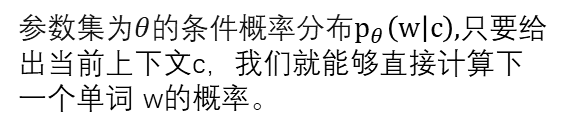 参数集为𝜃的条件概率分布p𝜃 (w|c),只要给
出当前上下文c， 我们就能够直接计算下
一个单词 w的概率。